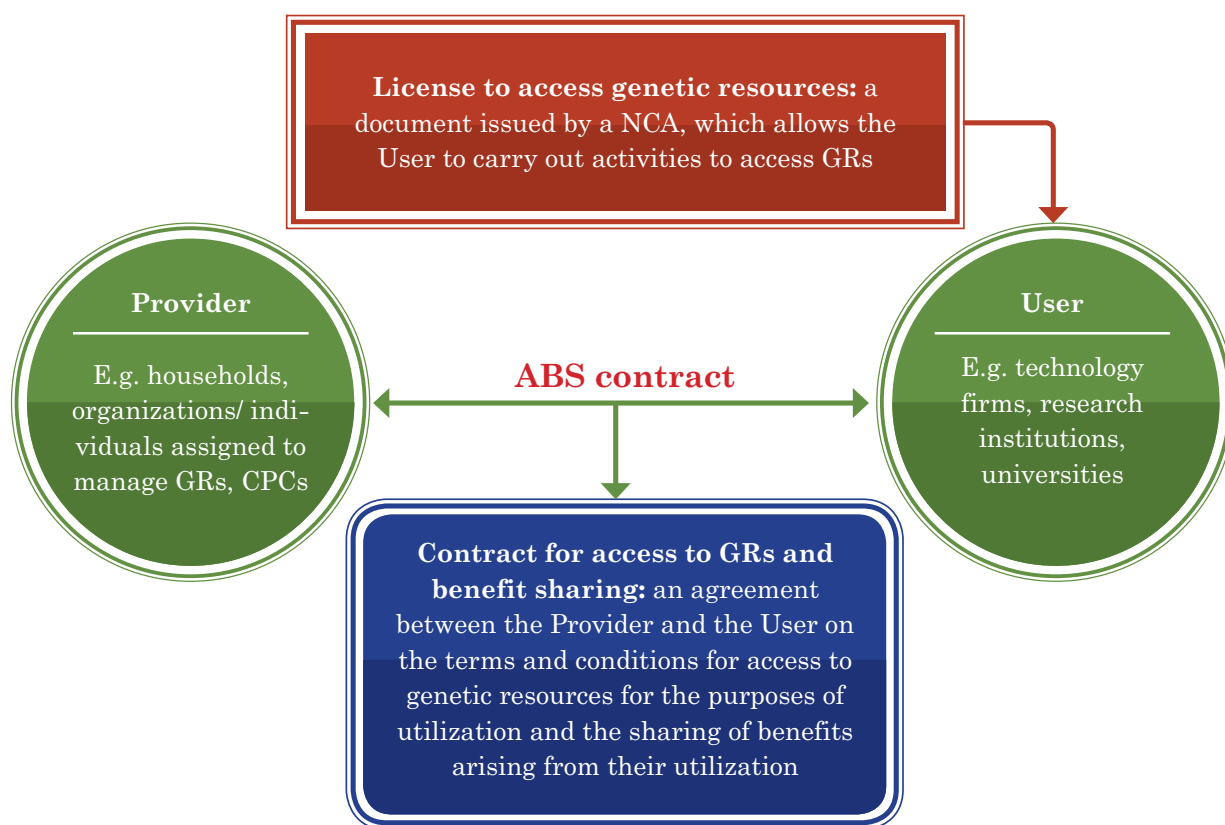 License to access genetic resources: a
document issued by a NCA, which allows the
User to carry out activities to access GRs
Provider
E.g. households,
organizations/ indi-
viduals assigned to
manage GRs, CPCs
ABS contract
User
E.g. technology
firms, research
institutions,
universities
Contract for access to GRs and
benefit sharing: an agreement
between the Provider and the User on
the terms and conditions for access to
genetic resources for the purposes of
utilization and the sharing of benefits
arising from their utilization